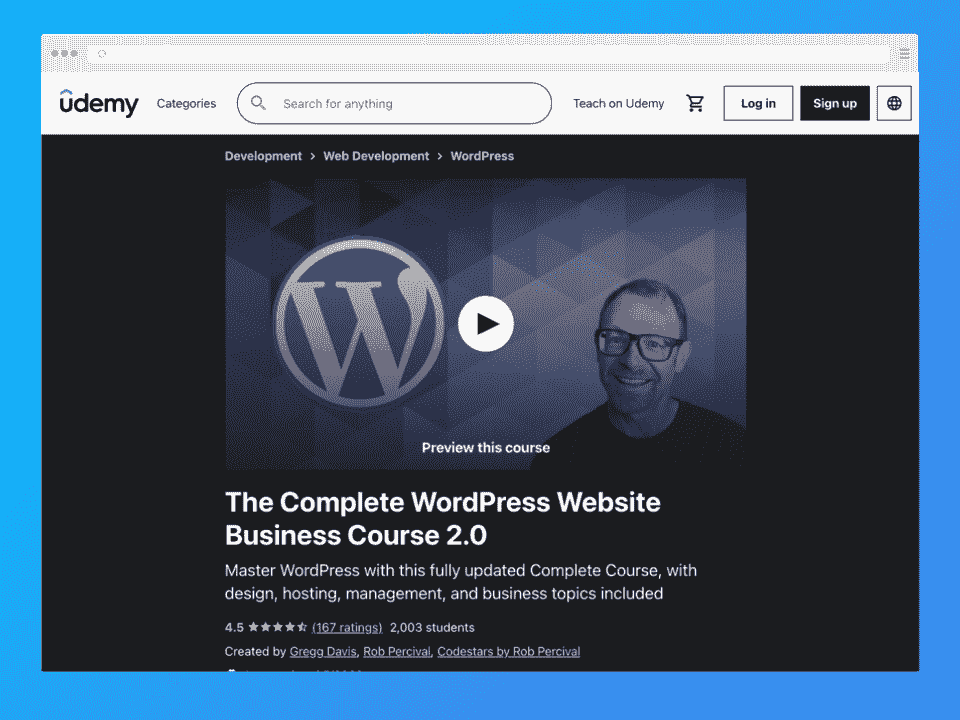 udemy Categories Search for anything Teach on Udemy Log in Sign up
Development > Web Development > WordPress
Preview this course
The Complete WordPress Website
Business Course 2.0
Master WordPress with this fully updated Complete Course, with
design, hosting, management, and business topics included
4.5 (167 ratings) 2,003 students
Created by Gregg Davis, Rob Percival, Codestars by Rob Percival